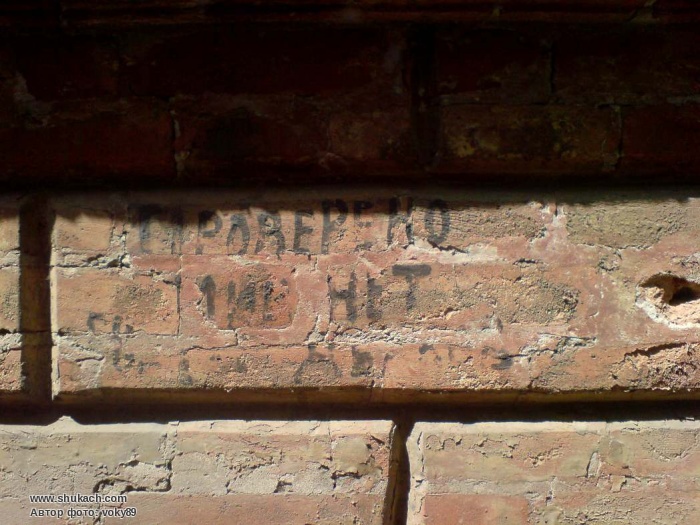 ПРОВЕРЕНО
МИН НЕТ
www.shukach.com
Автор фото: voky89